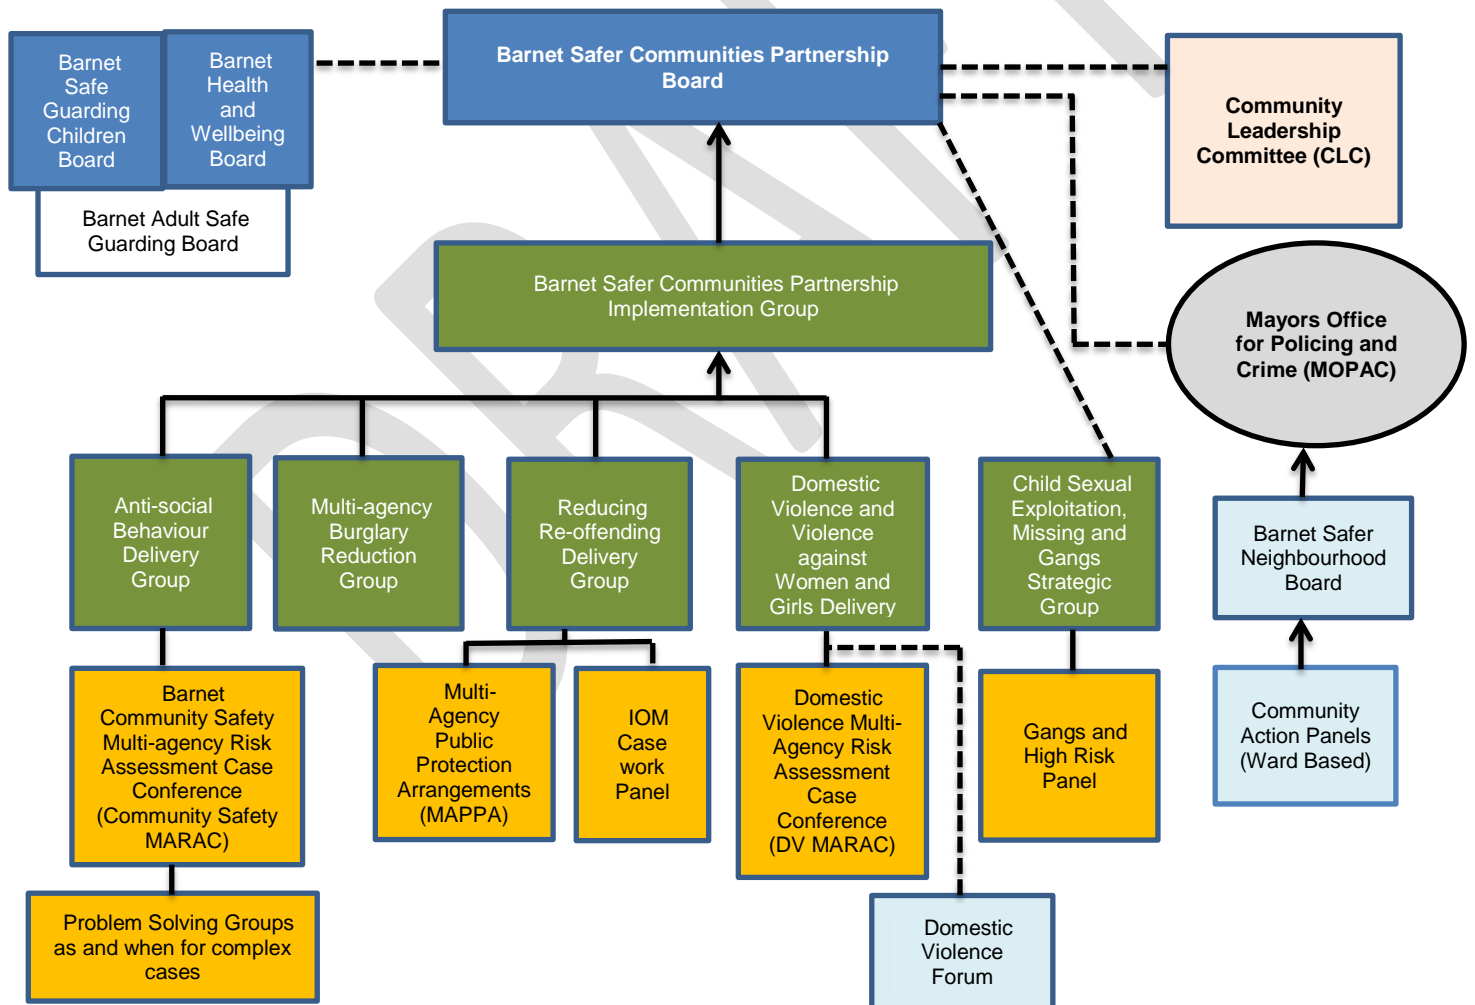 Barnet Safer Communities Partnership
Board
Barnet
Safe
Guarding
Children
Board
Barnet
Health
and
Wellbeing
Board
Barnet Adult Safe
Guarding Board
Community
Leadership
Committee (CLC)
Barnet Safer Communities Partnership
Implementation Group
Mayors Office
for Policing and
Crime (MOPAC)
Anti-social
Behaviour
Delivery
Group
Multi-agency
Burglary
Reduction
Group
Reducing
Re-offending
Delivery
Group
Domestic
Violence and
Violence
against
Women and
Girls Delivery
Child Sexual
Exploitation,
Missing and
Gangs
Strategic
Group
Barnet Safer
Neighbourhood
Board
Barnet
Community Safety
Multi-agency Risk
Assessment Case
Conference
(Community Safety
MARAC)
Multi-
Agency
Public
Protection
Arrangements
(MAPPA)
IOM
Case
work
Panel
Domestic
Violence Multi-
Agency Risk
Assessment
Case
Conference
(DV MARAC)
Gangs and
High Risk
Panel
Community
Action Panels
(Ward Based)
Problem Solving Groups
as and when for complex
cases
Domestic
Violence
Forum
DRAFT